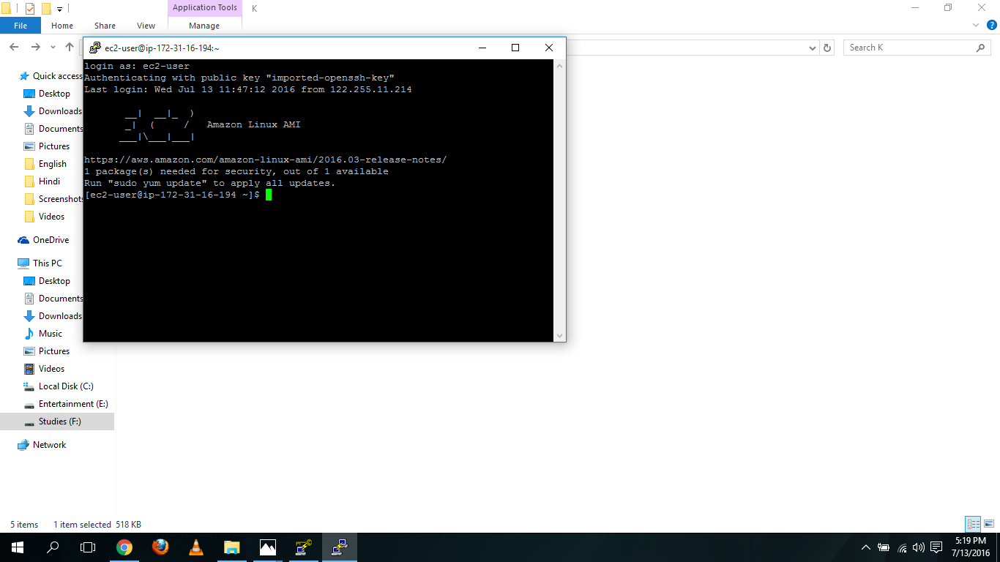 Application Tools K
File Home Share View Manage
Search K
ec2-user@ip-172-31-16-194:~
login as: ec2-user
Authenticating with public key "imported-openssh-key"
Last login: Wed Jul 13 11:47:12 2016 from 122.255.11.214
__|  __|_  )
_|  (     /   Amazon Linux AMI
___|\___|___|
https://aws.amazon.com/amazon-linux-ami/2016.03-release-notes/
1 package(s) needed for security, out of 1 available
Run "sudo yum update" to apply all updates.
[ec2-user@ip-172-31-16-194 ~]$
Quick access
Desktop
Downloads
Documents
Pictures
English
Hindi
Screenshots
Videos
OneDrive
This PC
Desktop
Documents
Downloads
Music
Pictures
Videos
Local Disk (C:)
Entertainment (E:)
Studies (F:)
Network
5 items 1 item selected 518 KB
5:19 PM
7/13/2016